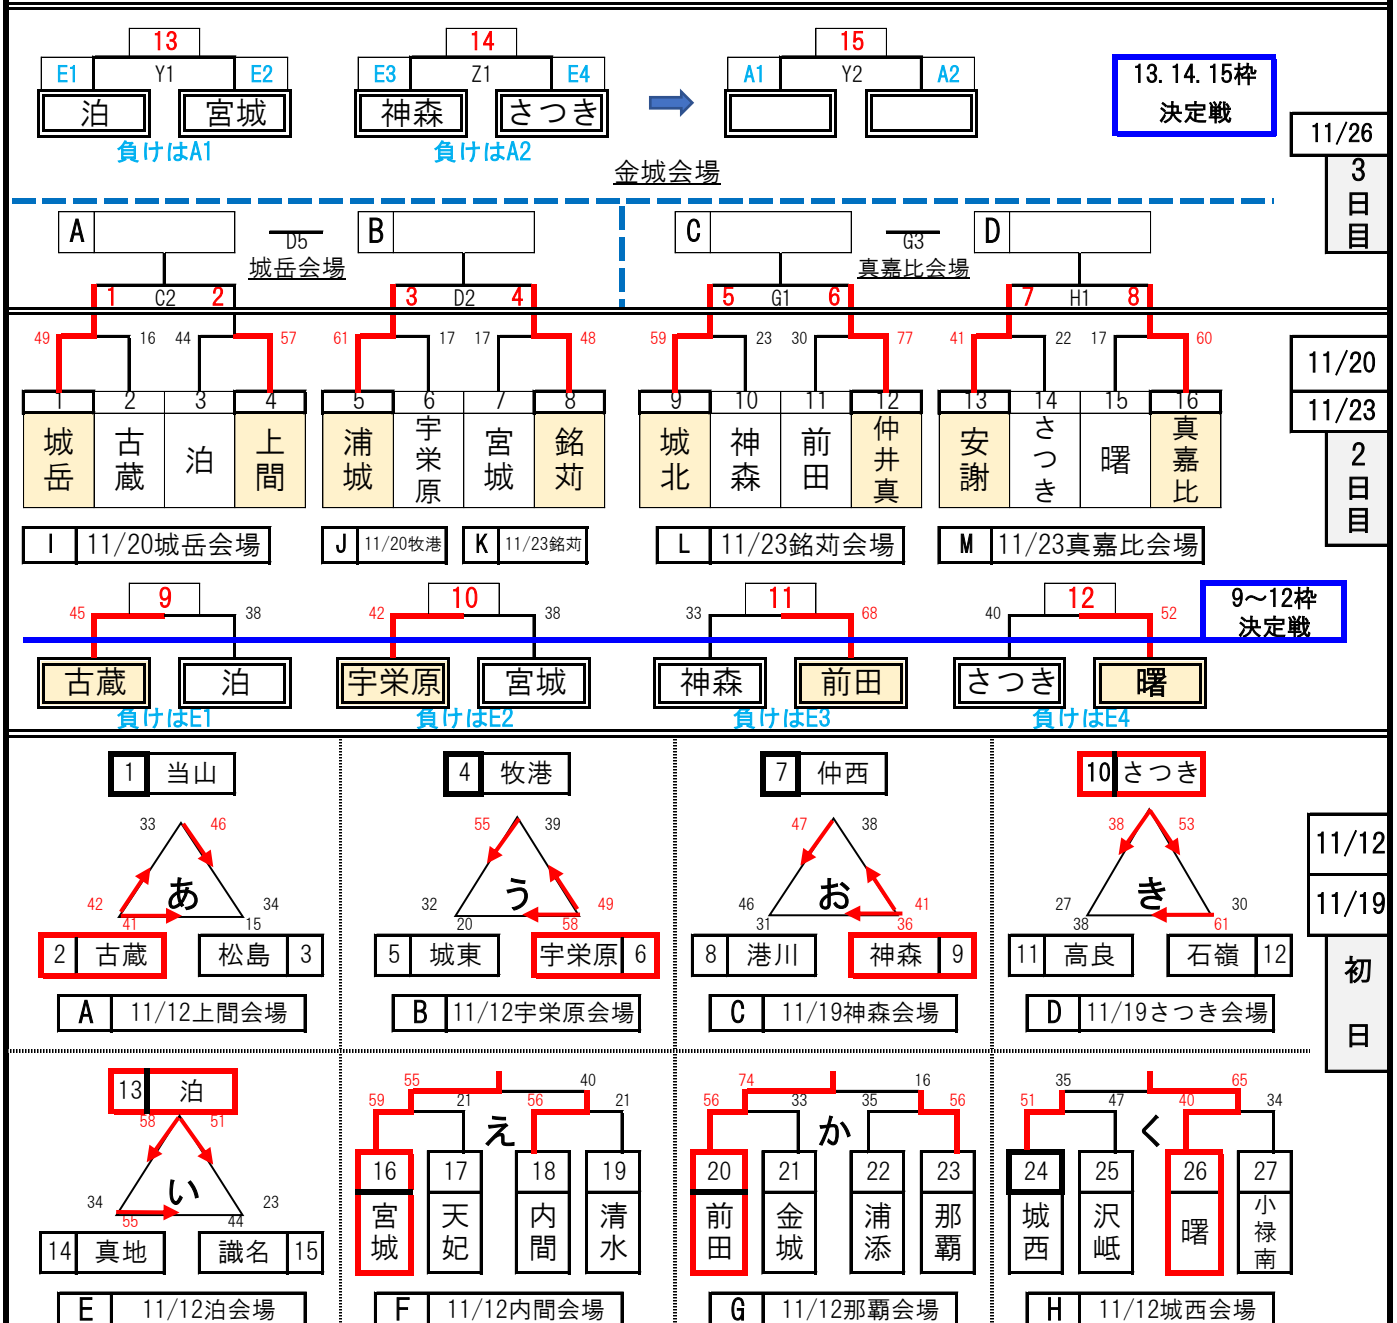 13 14 15
E1 Y1 E2 E3 Z1 E4 A1 Y2 A2
泊 宮城 神森 さつき
負けはA1 負けはA2
13.14.15枠
決定戦
11/26
3日目
金城会場
A B C D
D5 G3
城岳会場 真嘉比会場
1 C2 2 3 D2 4 5 G1 6 7 H1 8
49 16 44 57 61 17 17 48 59 23 30 77 41 22 17 60
11/20
11/23
2日目
1 2 3 4 5 6 7 8 9 10 11 12 13 14 15 16
城岳 古蔵 泊 上間 浦城 宇栄原 宮城 銘苅 城北 神森 前田 仲井真 安謝 さつき 曙 真嘉比
I 11/20城岳会場 J 11/20牧港 K 11/23銘苅 L 11/23銘苅会場 M 11/23真嘉比会場
9 10 11 12
45 38 42 38 33 68 40 52
9～12枠
決定戦
古蔵 泊 宇栄原 宮城 神森 前田 さつき 曙
負けはE1 負けはE2 負けはE3 負けはE4
1 当山 4 牧港 7 仲西 10 さつき
33 46 55 39 47 38 38 53
あ う お き
42 34 32 49 46 41 27 30
41 15 20 58 31 36 38 61
2 古蔵 松島 3 5 城東 宇栄原 6 8 港川 神森 9 11 高良 石嶺 12
A 11/12上間会場 B 11/12宇栄原会場 C 11/19神森会場 D 11/19さつき会場
11/12
11/19
初日
13 泊
58 51
い
34 23
55 44
14 真地 識名 15
E 11/12泊会場
55 40
59 21 56 21
え
16 17 18 19
宮城 天妃 内間 清水
F 11/12内間会場
74 16
56 33 35 56
か
20 21 22 23
前田 金城 浦添 那覇
G 11/12那覇会場
35 65
51 47 40 34
く
24 25 26 27
城西 沢岻 曙 小禄南
H 11/12城西会場